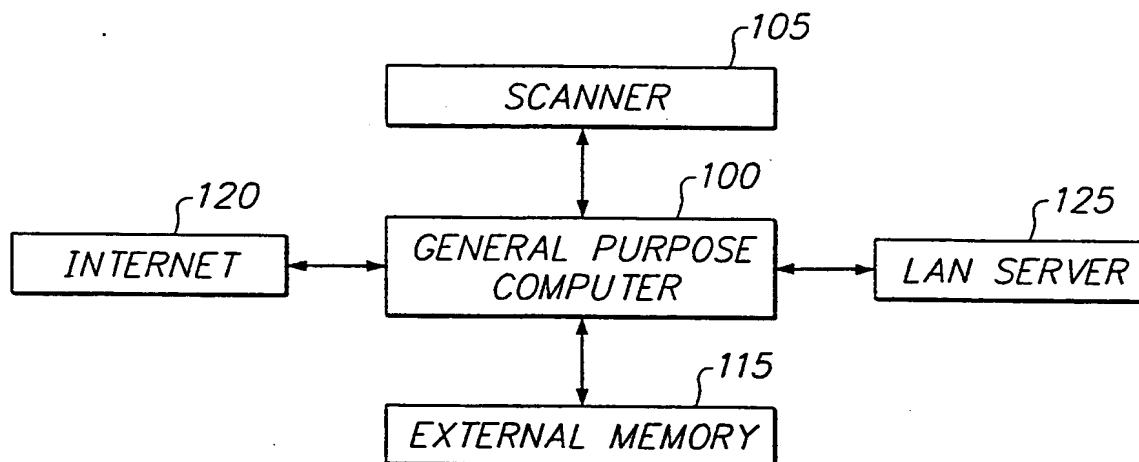 105
SCANNER
100
120
125
GENERAL PURPOSE
COMPUTER
INTERNET
LAN SERVER
115
EXTERNAL MEMORY